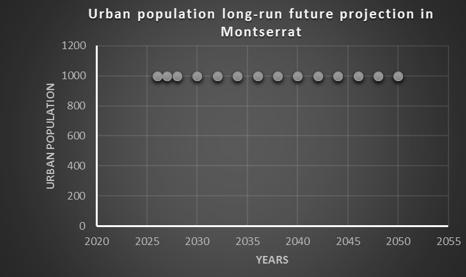 Urban population long-run future projection in
Montserrat
1200
1000
800
600
400
200
0
URBAN POPULATION
2020 2025 2030 2035 2040 2045 2050 2055
YEARS